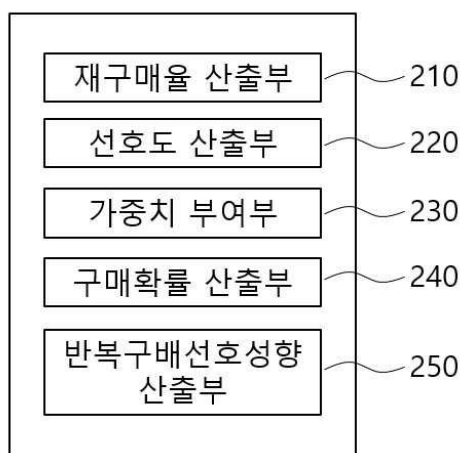 재구매율 산출부 210
선호도 산출부 220
가중치 부여부 230
구매확률 산출부 240
반복구배선호성향
산출부 250